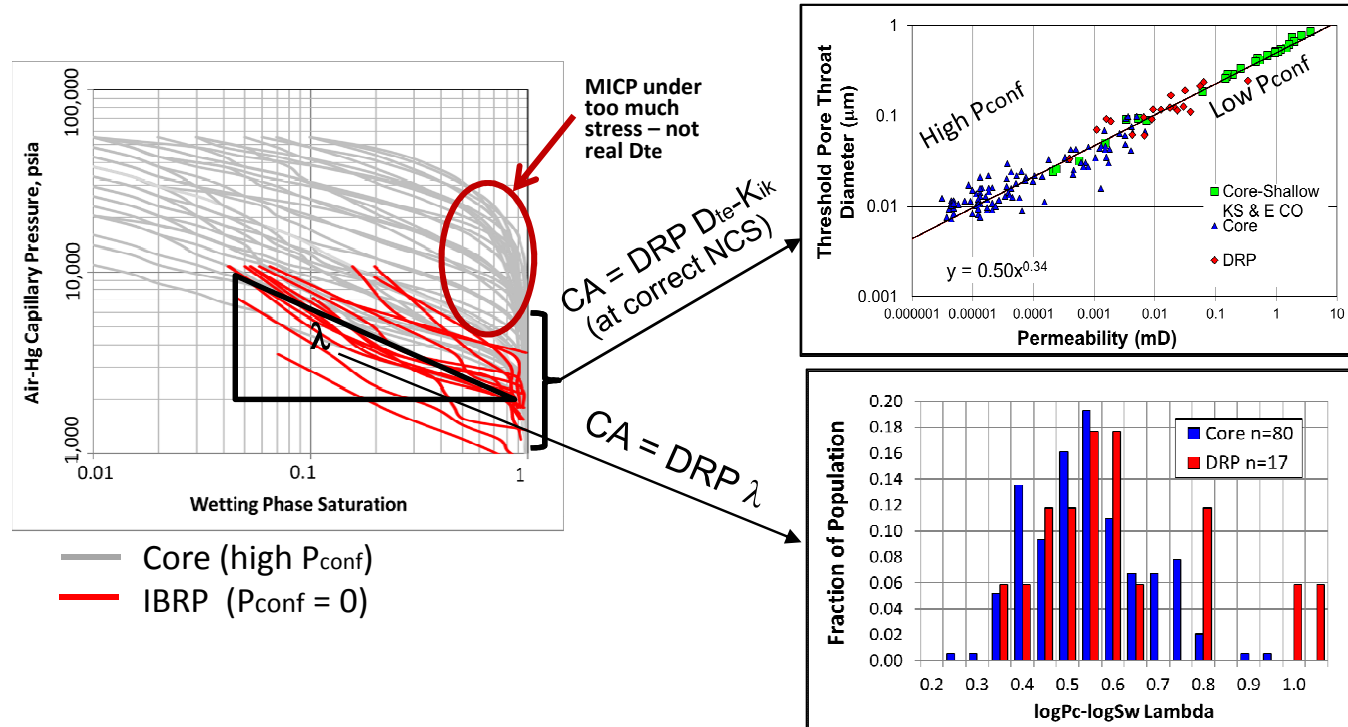 100,000
10,000
1,000
Air-Hg Capillary Pressure, psia
0.01
0.1
1
Wetting Phase Saturation
MICP under
too much
stress – not
real Dte
λ
Core (high Pconf)
IBRP (Pconf = 0)
CA = DRP Dte-Kik
(at correct NCS)
CA = DRP λ
1
0.1
0.01
0.001
Threshold Pore Throat
Diameter (μm)
High Pconf
Low Pconf
Core-Shallow
KS & E CO
Core
DRP
y = 0.50x^0.34
0.000001
0.00001
0.0001
0.001
0.01
0.1
1
10
Permeability (mD)
0.20
0.18
0.16
0.14
0.12
0.10
0.08
0.06
0.04
0.02
0.00
Fraction of Population
Core n=80
DRP n=17
0.2 0.3 0.4 0.5 0.6 0.7 0.8 0.9 1.0
logPc-logSw Lambda